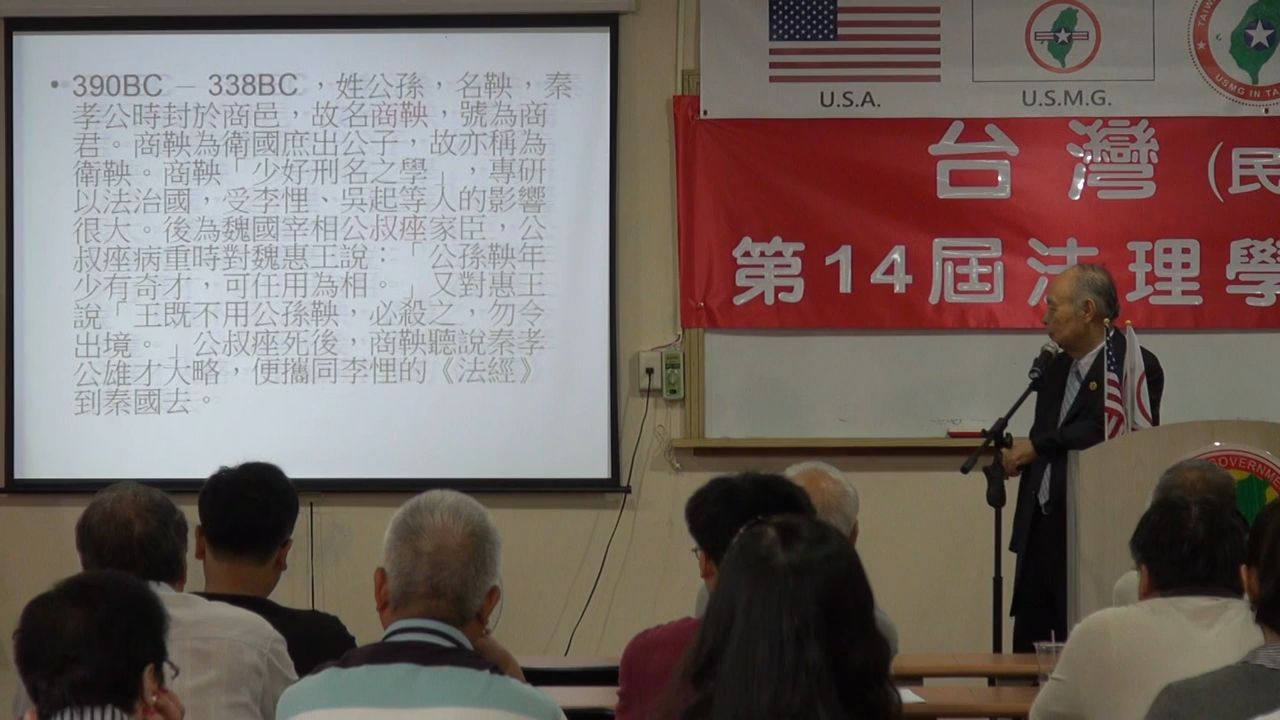 • 390BC – 338BC，姓公孫，名鞅，秦
孝公時封於商邑，故名商鞅，號為商
君。商鞅為衛國庶出公子，故亦稱為
衛鞅。商鞅「少好刑名之學」，專研
以法治國，受李悝、吳起等人的影響
很大。後為魏國宰相公叔痤家臣，公
叔痤病重時對魏惠王說：「公孫鞅年
少有奇才，可任用為相。」又對惠王
說「王既不用公孫鞅，必殺之，勿令
出境。」公叔痤死後，商鞅聽說秦孝
公雄才大略，便攜同李悝的《法經》
到秦國去。
U.S.A.
U.S.M.G.
USMG IN TA
台灣（民
第14屆法理學
GOVERNME